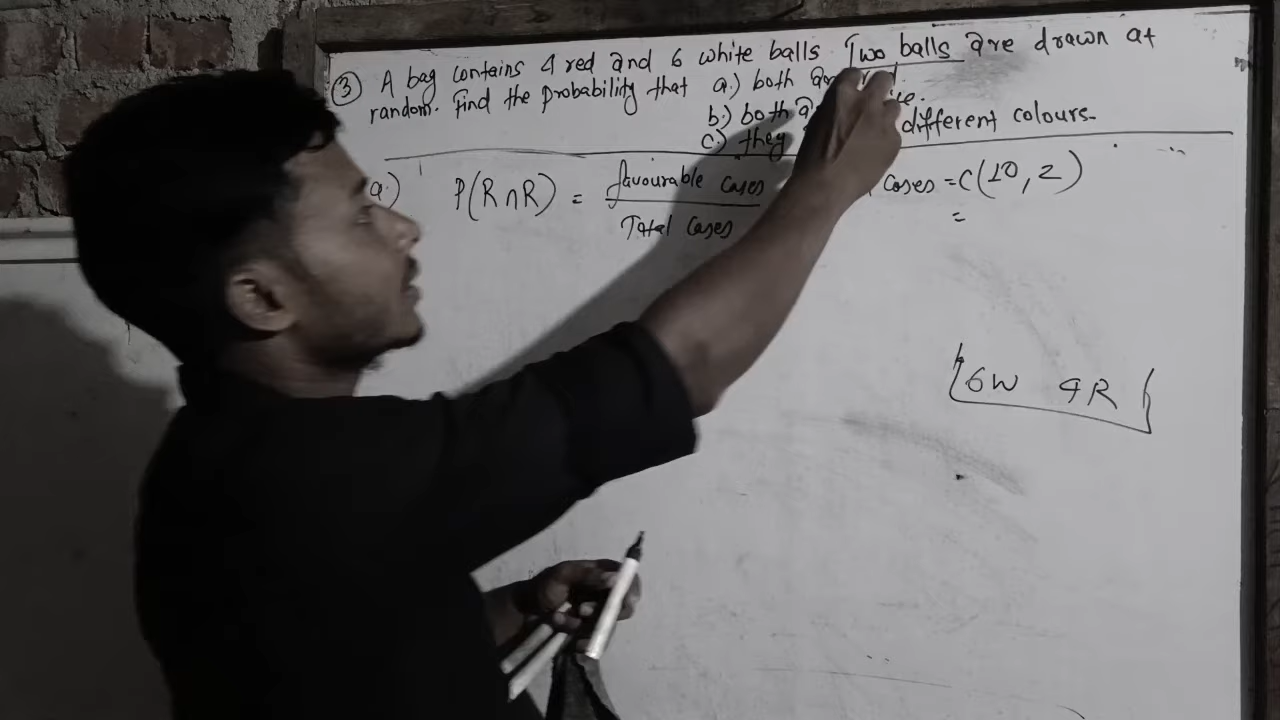 ③ A bag contains 4 red and 6 white balls. Two balls are drawn at
random. Find the probability that a.) both
b.) both
c.) they different colours.
a.) P(R∩R) = favourable cases / Total cases cases = C(10, 2)
=
6W 4R